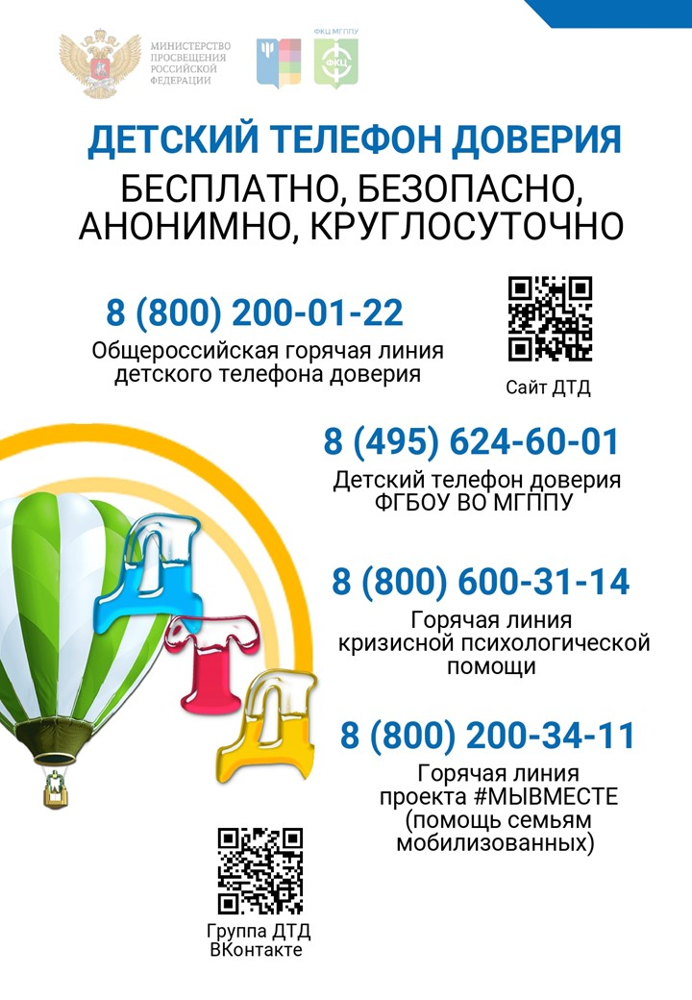 МИНИСТЕРСТВО
ПРОСВЕЩЕНИЯ
РОССИЙСКОЙ
ФЕДЕРАЦИИ
ФКЦ МГППУ
ФКЦ
ДЕТСКИЙ ТЕЛЕФОН ДОВЕРИЯ
БЕСПЛАТНО, БЕЗОПАСНО,
АНОНИМНО, КРУГЛОСУТОЧНО
8 (800) 200-01-22
Общероссийская горячая линия
детского телефона доверия
Сайт ДТД
8 (495) 624-60-01
Детский телефон доверия
ФГБОУ ВО МГППУ
8 (800) 600-31-14
Горячая линия
кризисной психологической
помощи
ДТД
8 (800) 200-34-11
Горячая линия
проекта #МЫВМЕСТЕ
(помощь семьям
мобилизованных)
Группа ДТД
ВКонтакте